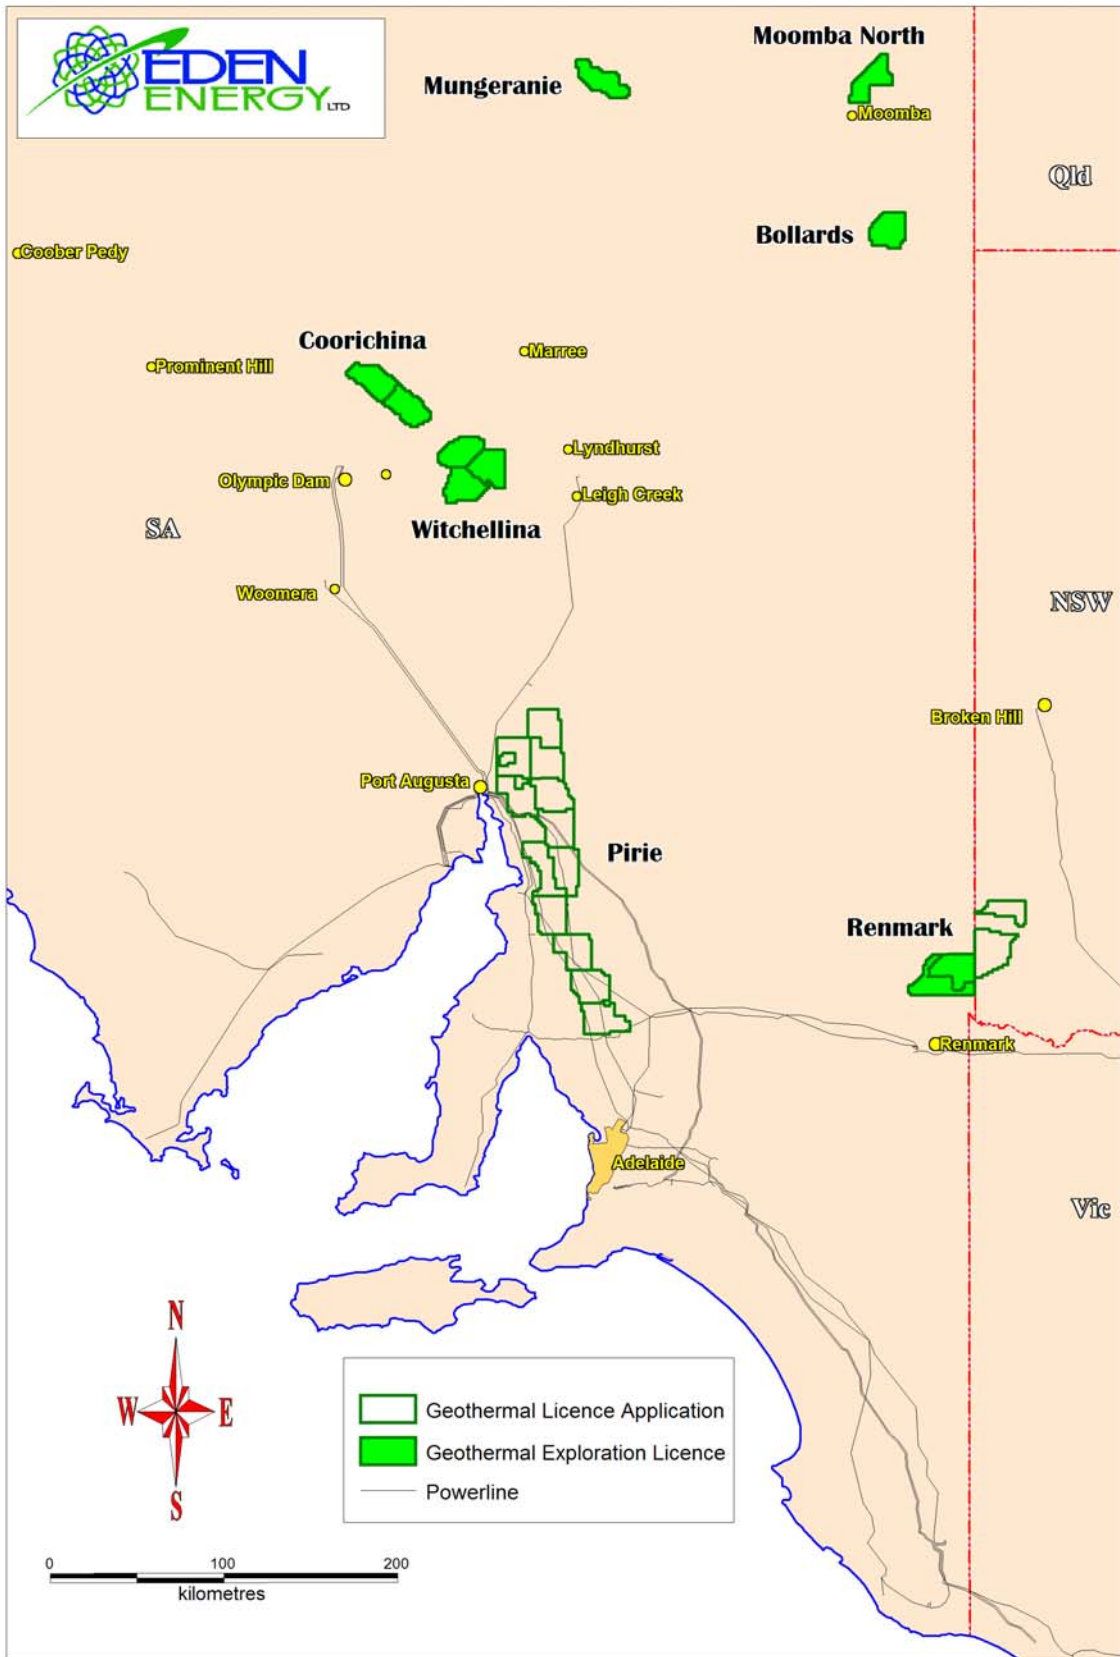 EDEN
ENERGY LTD
Moomba North
Mungeranie
Moomba
Qld
Bollards
Coober Pedy
Coorichina
Marree
Prominent Hill
Lyndhurst
Olympic Dam
Leigh Creek
Witchellina
SA
Woomera
NSW
Broken Hill
Port Augusta
Pirie
Renmark
Renmark
Adelaide
Vic
N
W E
S
Geothermal Licence Application
Geothermal Exploration Licence
Powerline
0 100 200
kilometres